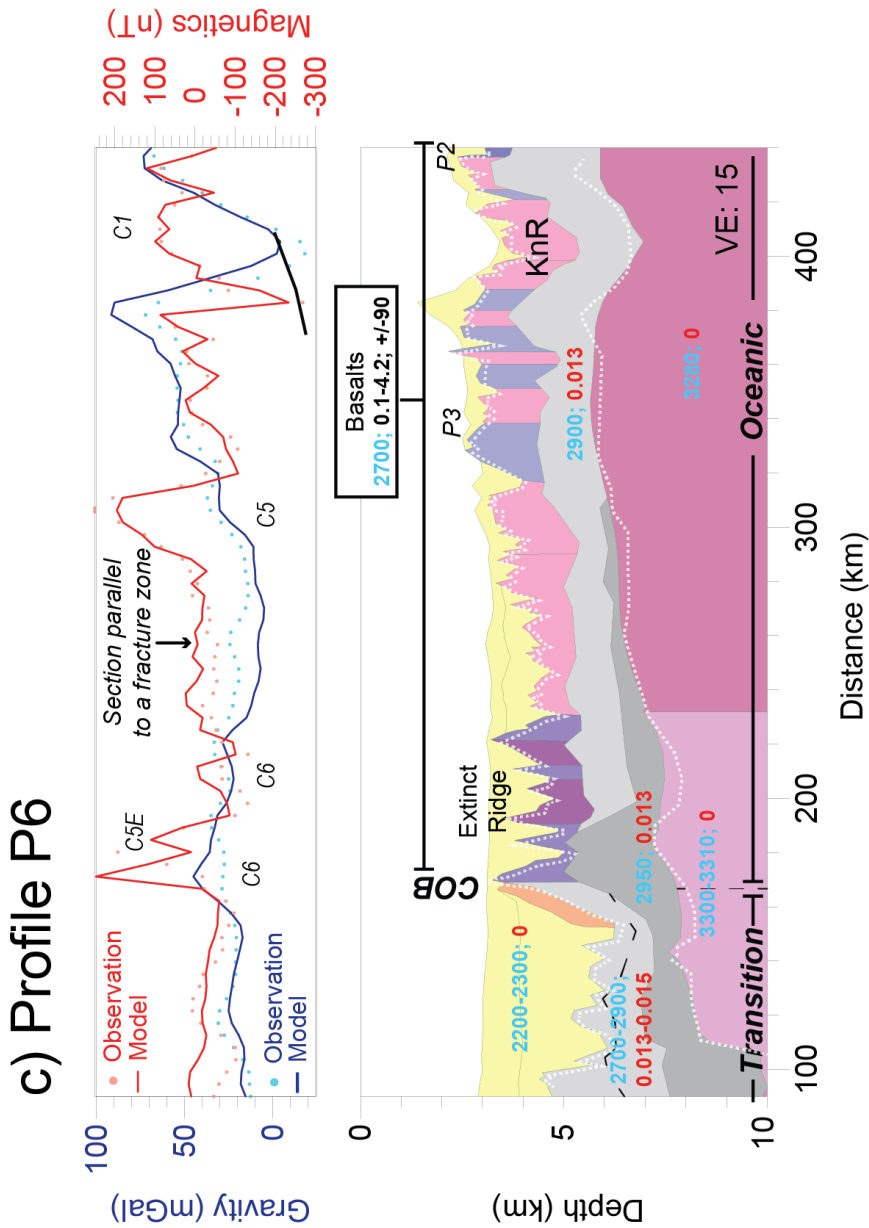 c) Profile P6
Gravity (mGal)
100
50
0
Magnetics
(nT)
200
100
0
-100
-200
-300
Observation
Model
Observation
Model
C6
C5E
C6
Section parallel
to a fracture zone
C5
C1
Depth (km)
0
5
10
COB
Basalts
2700; 0.1-4.2; +/-90
Extinct
Ridge
P3
P2
KnR
2200-2300; 0
2700-2900;
0.013-0.015
2950; 0.013
3300-3310; 0
2900; 0.013
3280; 0
VE: 15
Transition
Oceanic
100
200
300
400
Distance (km)